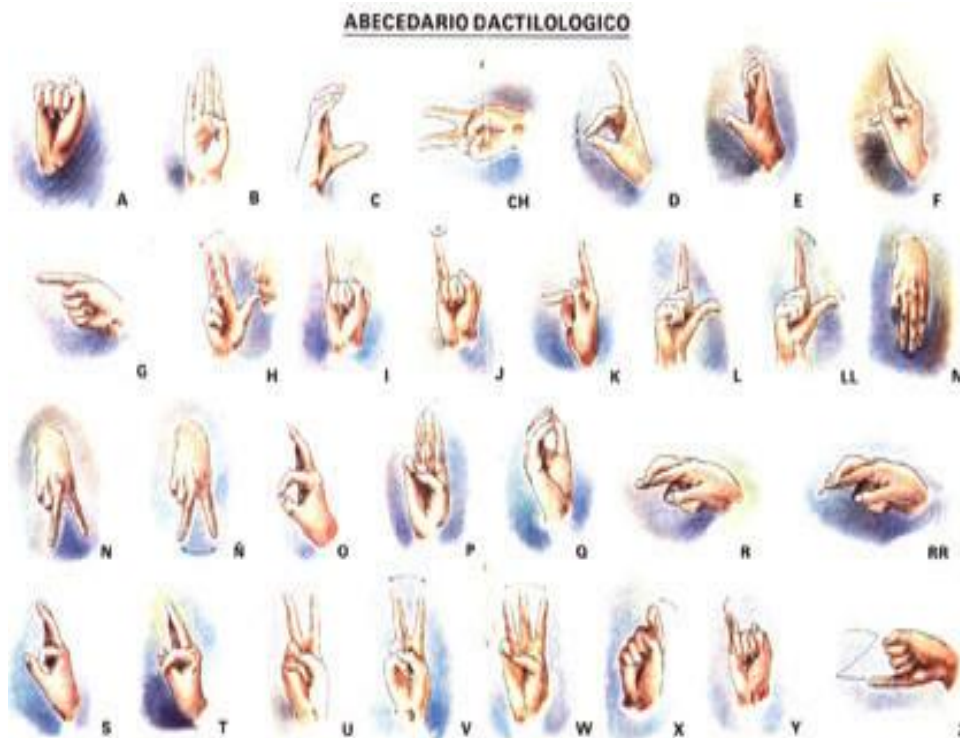 ABECEDARIO DACTILOLOGICO
A B C CH D E F
G H I J K L LL M
N Ñ O P Q R RR
S T U V W X Y Z